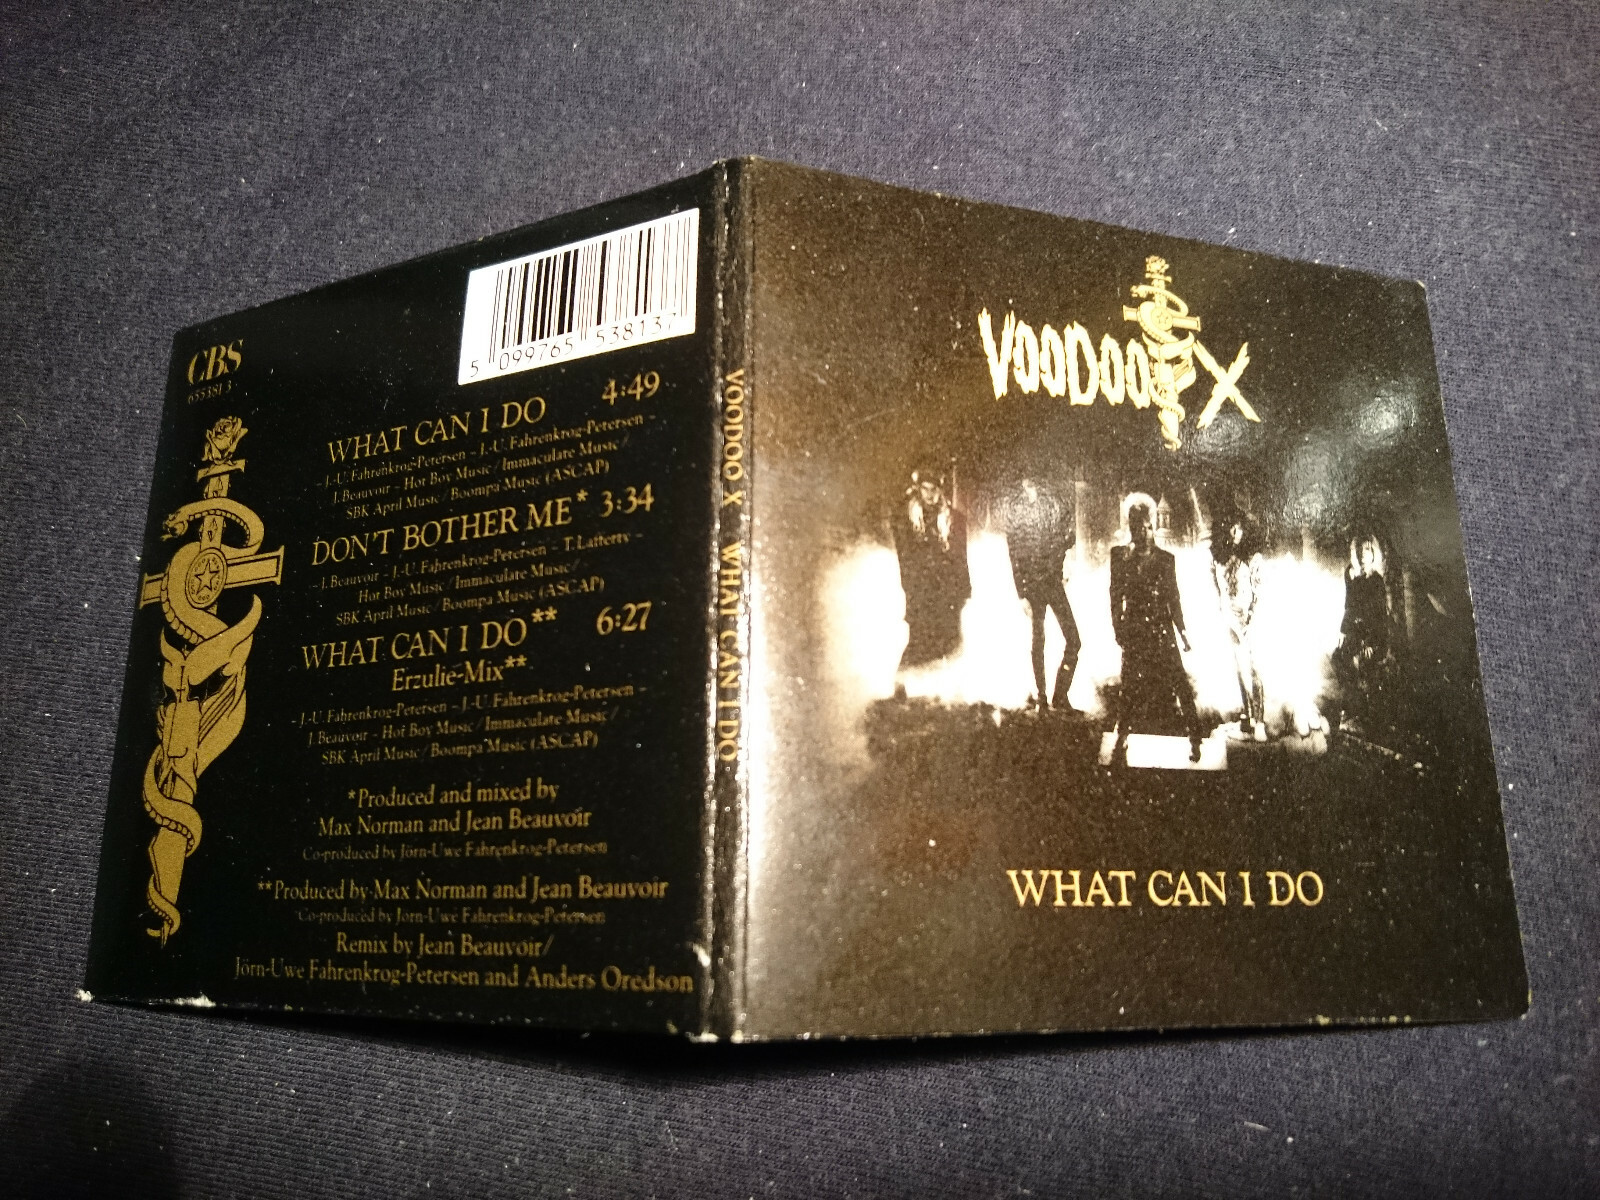 CBS
655381 3
5 099765 538137
WHAT CAN I DO 4:49
– J.-U. Fahrenkrog-Petersen – J.-U. Fahrenkrog-Petersen –
J. Beauvoir – Hot Boy Music / Immaculate Music /
SBK April Music / Boompa Music (ASCAP)
DON'T BOTHER ME* 3:34
– J. Beauvoir – J.-U. Fahrenkrog-Petersen – T. Lafferty –
Hot Boy Music / Immaculate Music /
SBK April Music / Boompa Music (ASCAP)
WHAT CAN I DO** 6:27
Erzulie-Mix**
– J.-U. Fahrenkrog-Petersen – J.-U. Fahrenkrog-Petersen –
J. Beauvoir – Hot Boy Music / Immaculate Music /
SBK April Music / Boompa Music (ASCAP)
*Produced and mixed by
Max Norman and Jean Beauvoir
Co-produced by Jörn-Uwe Fahrenkrog-Petersen
**Produced by Max Norman and Jean Beauvoir
Co-produced by Jörn-Uwe Fahrenkrog-Petersen
Remix by Jean Beauvoir/
Jörn-Uwe Fahrenkrog-Petersen and Anders Oredson
VOODOO X WHAT CAN I DO
VOODOO X
WHAT CAN I DO